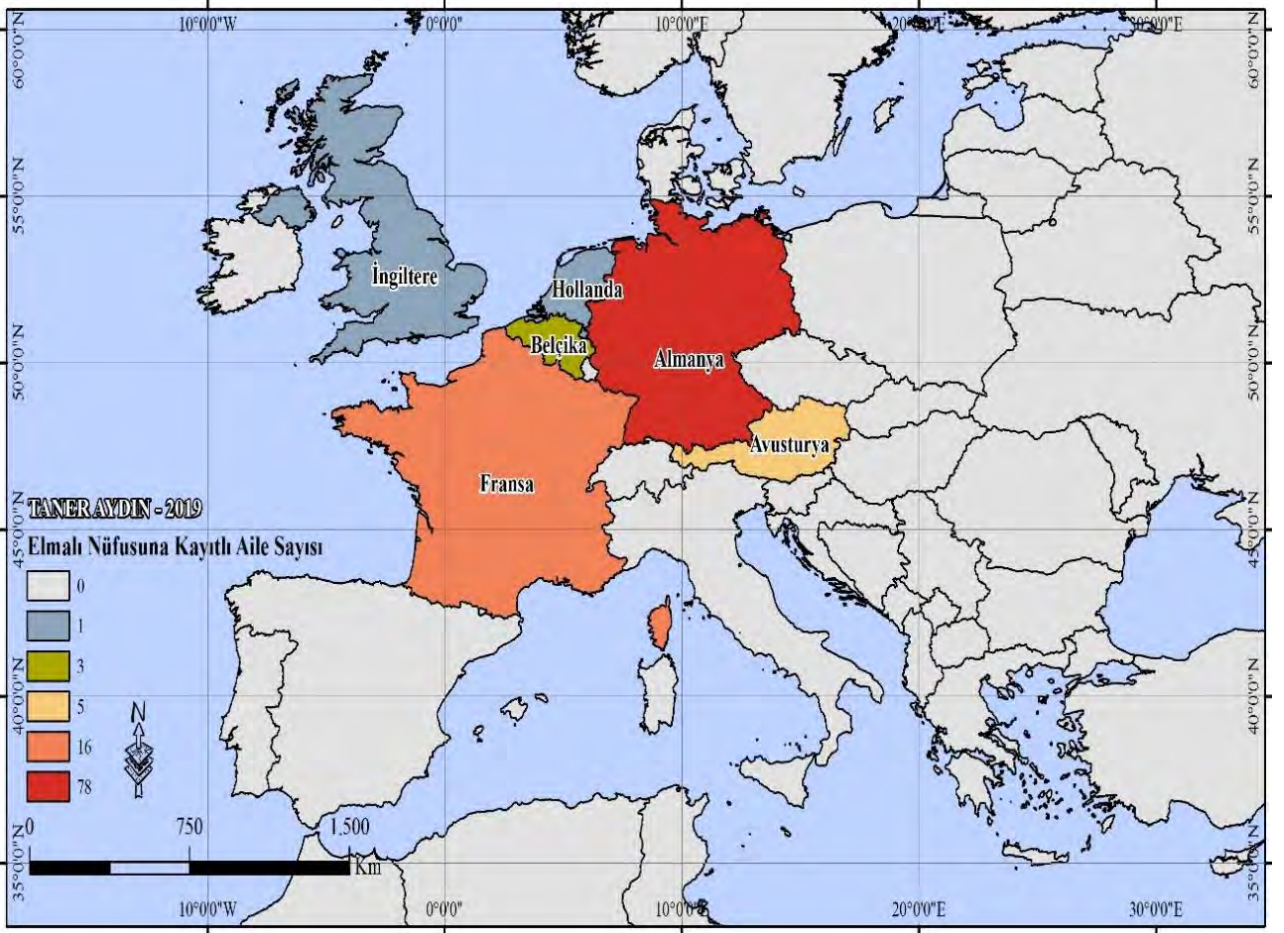 10°0'0"W 0°0'0" 10°0'0"E 20°0'0"E 30°0'0"E
60°0'0"N 60°0'0"N
55°0'0"N 55°0'0"N
İngiltere
Hollanda
Belçika
Almanya
50°0'0"N 50°0'0"N
Avusturya
Fransa
TANER AYDIN - 2019
45°0'0"N 45°0'0"N
Elmalı Nüfusuna Kayıtlı Aile Sayısı
0
1
3
5
16
78
40°0'0"N 40°0'0"N
N
0 750 1.500
Km
35°0'0"N 35°0'0"N
10°0'0"W 0°0'0" 10°0'0"E 20°0'0"E 30°0'0"E